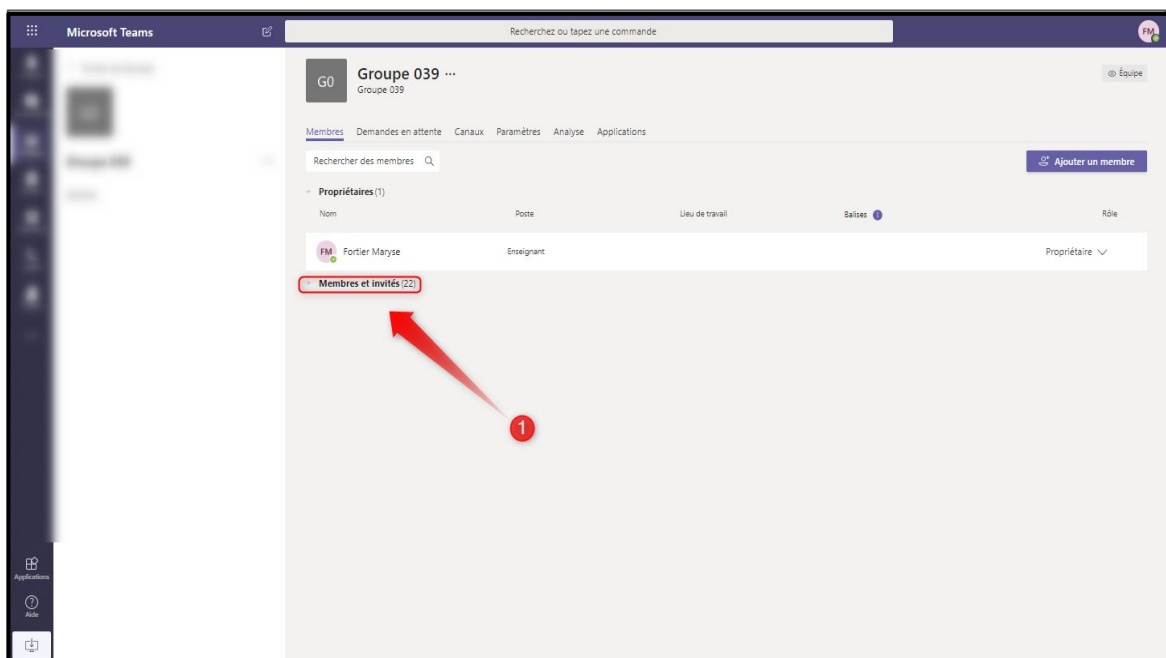 Microsoft Teams
Recherchez ou tapez une commande
FM
G0
Groupe 039 ...
Groupe 039
Équipe
Membres Demandes en attente Canaux Paramètres Analyse Applications
Rechercher des membres
Ajouter un membre
Propriétaires (1)
Nom Poste Lieu de travail Balises Rôle
FM Fortier Maryse Enseignant Propriétaire
Membres et invités (22)
1
Applications
Aide